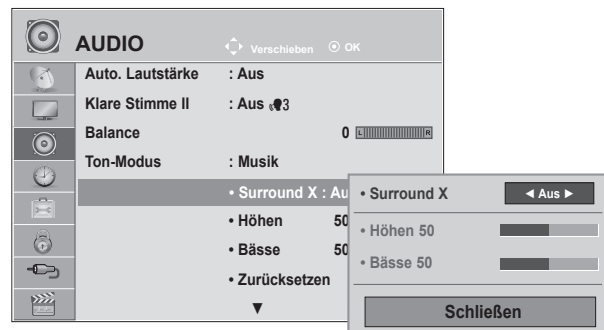 AUDIO Verschieben OK
Auto. Lautstärke : Aus
Klare Stimme II : Aus 3
Balance 0 L R
Ton-Modus : Musik
• Surround X : Au
• Höhen 50
• Bässe 50
• Zurücksetzen
▼
• Surround X ◀ Aus ▶
• Höhen 50
• Bässe 50
Schließen